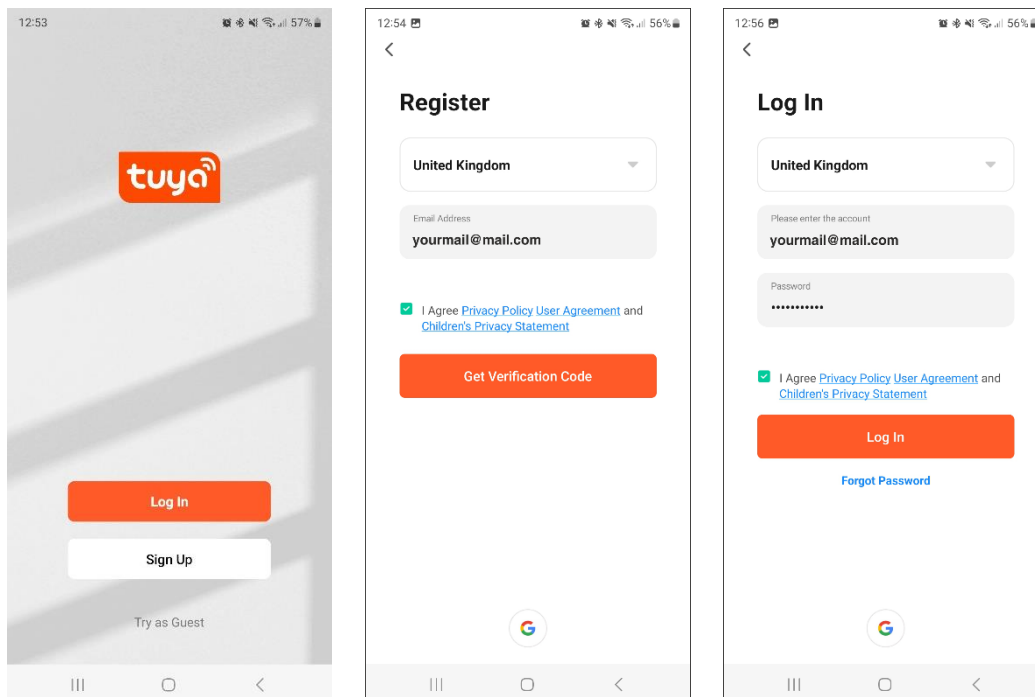 12:53 57%
tuya
Log In
Sign Up
Try as Guest
12:54 56%
Register
United Kingdom
Email Address
yourmail@mail.com
I Agree Privacy Policy User Agreement and
Children's Privacy Statement
Get Verification Code
G
12:56 56%
Log In
United Kingdom
Please enter the account
yourmail@mail.com
Password
•••••••••••
I Agree Privacy Policy User Agreement and
Children's Privacy Statement
Log In
Forgot Password
G